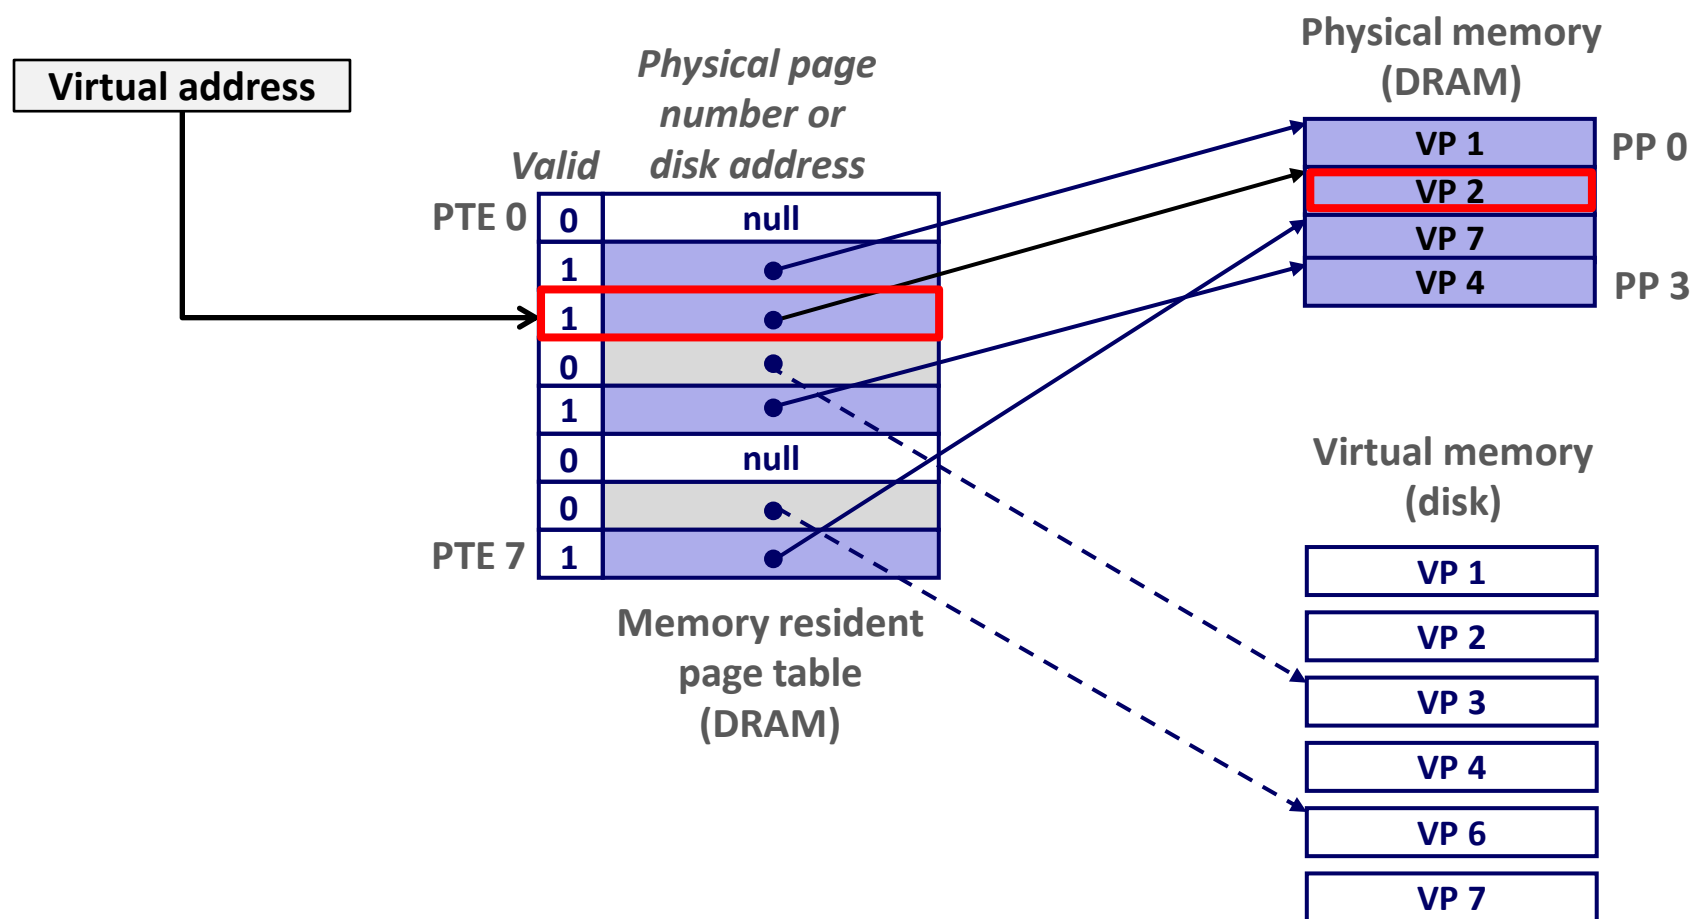 Virtual address
Physical page
number or
disk address
Valid
PTE 0
0
null
1
1
0
1
0
null
0
PTE 7
1
Memory resident
page table
(DRAM)
Physical memory
(DRAM)
VP 1
PP 0
VP 2
VP 7
VP 4
PP 3
Virtual memory
(disk)
VP 1
VP 2
VP 3
VP 4
VP 6
VP 7